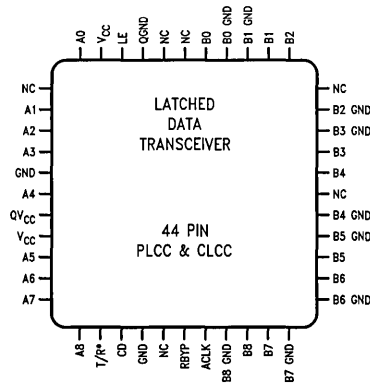 A0
VCC
LE
QGND
NC
NC
B0
B0 GND
B1 GND
B1
B2
NC
A1
A2
A3
GND
A4
QVCC
VCC
A5
A6
A7
LATCHED
DATA
TRANSCEIVER
44 PIN
PLCC & CLCC
NC
B2 GND
B3 GND
B3
B4
NC
B4 GND
B5 GND
B5
B6
B6 GND
A8
T/R*
CD
GND
NC
RBYP
ACLK
B8 GND
B8
B7
B7 GND